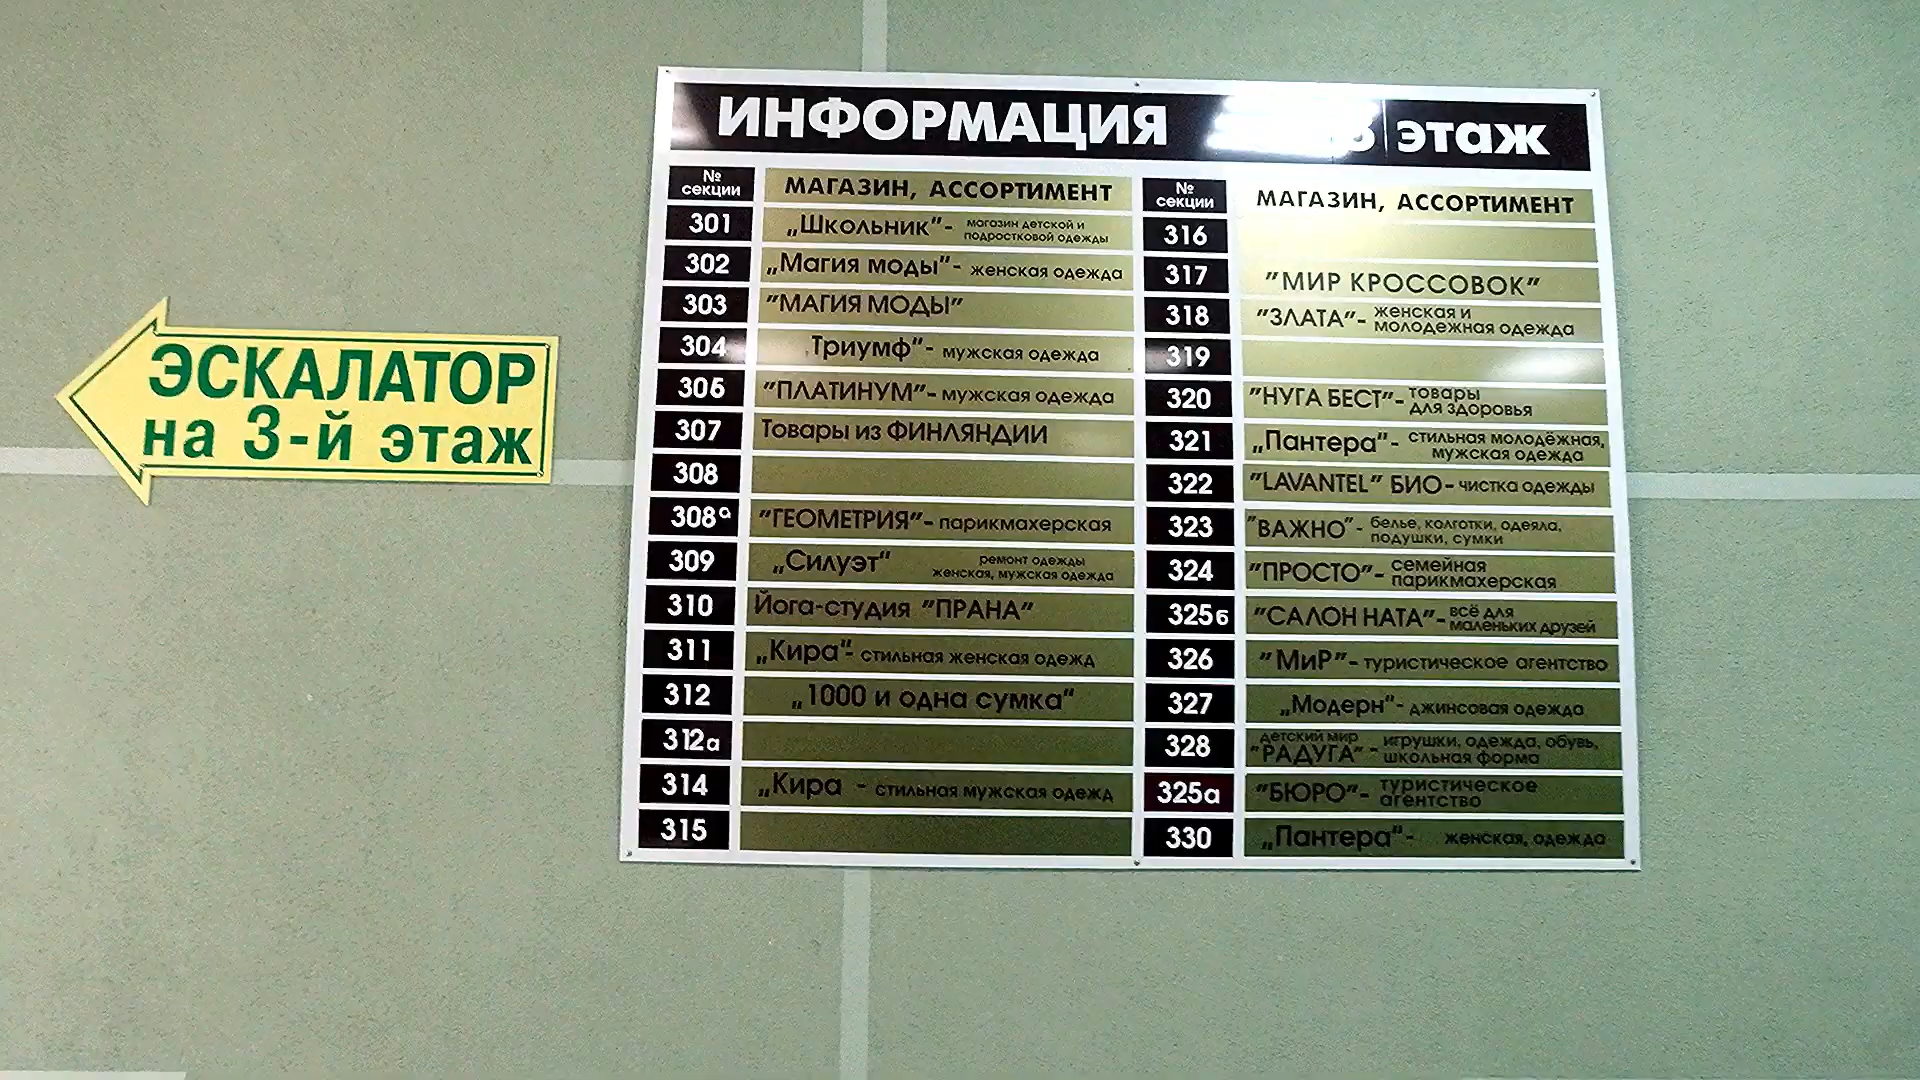 ЭСКАЛАТОР
на 3-й этаж
ИНФОРМАЦИЯ этаж
№ секции МАГАЗИН, АССОРТИМЕНТ
301 „Школьник"- магазин детской и подростковой одежды
302 „Магия моды"- женская одежда
303 "МАГИЯ МОДЫ"
304 Триумф"- мужская одежда
306 "ПЛАТИНУМ"- мужская одежда
307 Товары из ФИНЛЯНДИИ
308
308а "ГЕОМЕТРИЯ"- парикмахерская
309 „Силуэт" ремонт одежды женская, мужская одежда
310 Йога-студия "ПРАНА"
311 „Кира"- стильная женская одежд
312 „1000 и одна сумка"
312а
314 „Кира - стильная мужская одежд
315
№ секции МАГАЗИН, АССОРТИМЕНТ
316
317 "МИР КРОССОВОК"
318 "ЗЛАТА"- женская и молодежная одежда
319
320 "НУГА БЕСТ"- товары для здоровья
321 „Пантера"- стильная молодёжная, мужская одежда
322 "LAVANTEL" БИО- чистка одежды
323 "ВАЖНО"- белье, колготки, одеяла, подушки, сумки
324 "ПРОСТО"- семейная парикмахерская
325б "САЛОН НАТА"- всё для маленьких друзей
326 "МиР"- туристическое агентство
327 „Модерн"- джинсовая одежда
328 детский мир "РАДУГА" - игрушки, одежда, обувь, школьная форма
325а "БЮРО"- туристическое агентство
330 „Пантера"- женская, одежда